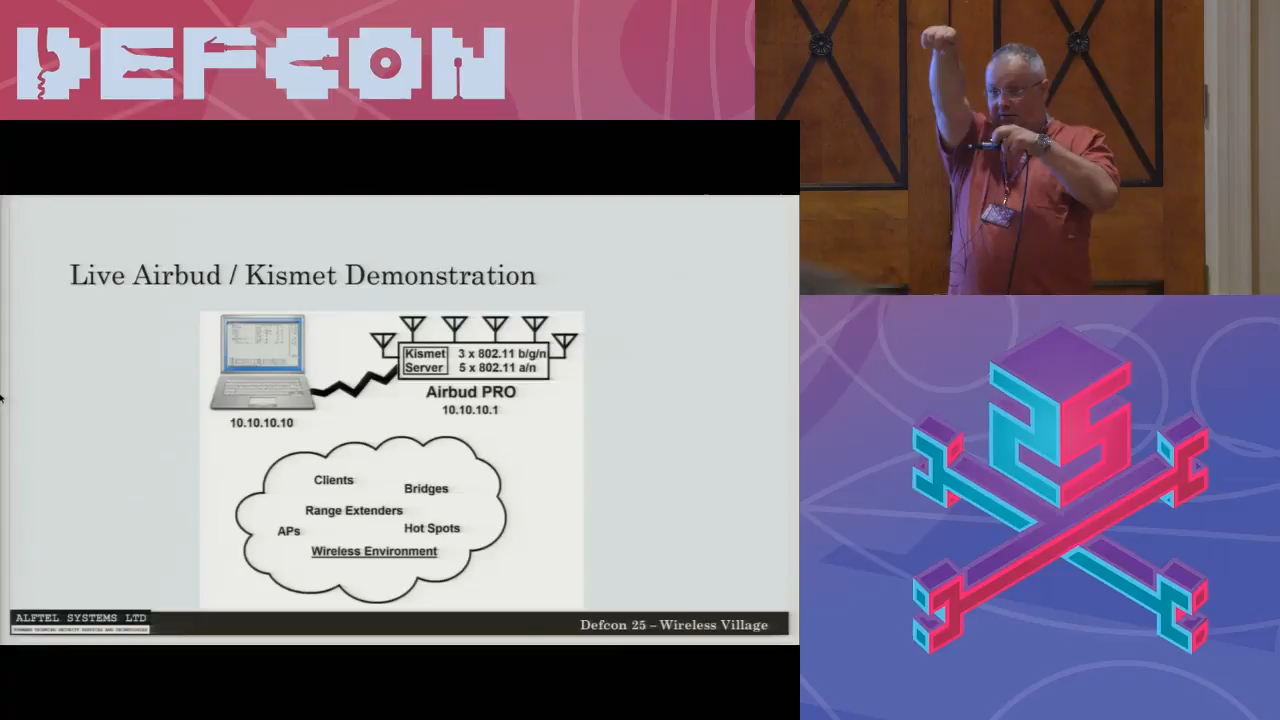 DEFCON
Live Airbud / Kismet Demonstration
Kismet
Server
3 x 802.11 b/g/n
5 x 802.11 a/n
Airbud PRO
10.10.10.1
10.10.10.10
Clients
Bridges
Range Extenders
APs
Hot Spots
Wireless Environment
ALFTEL SYSTEMS LTD
Defcon 25 – Wireless Village
25